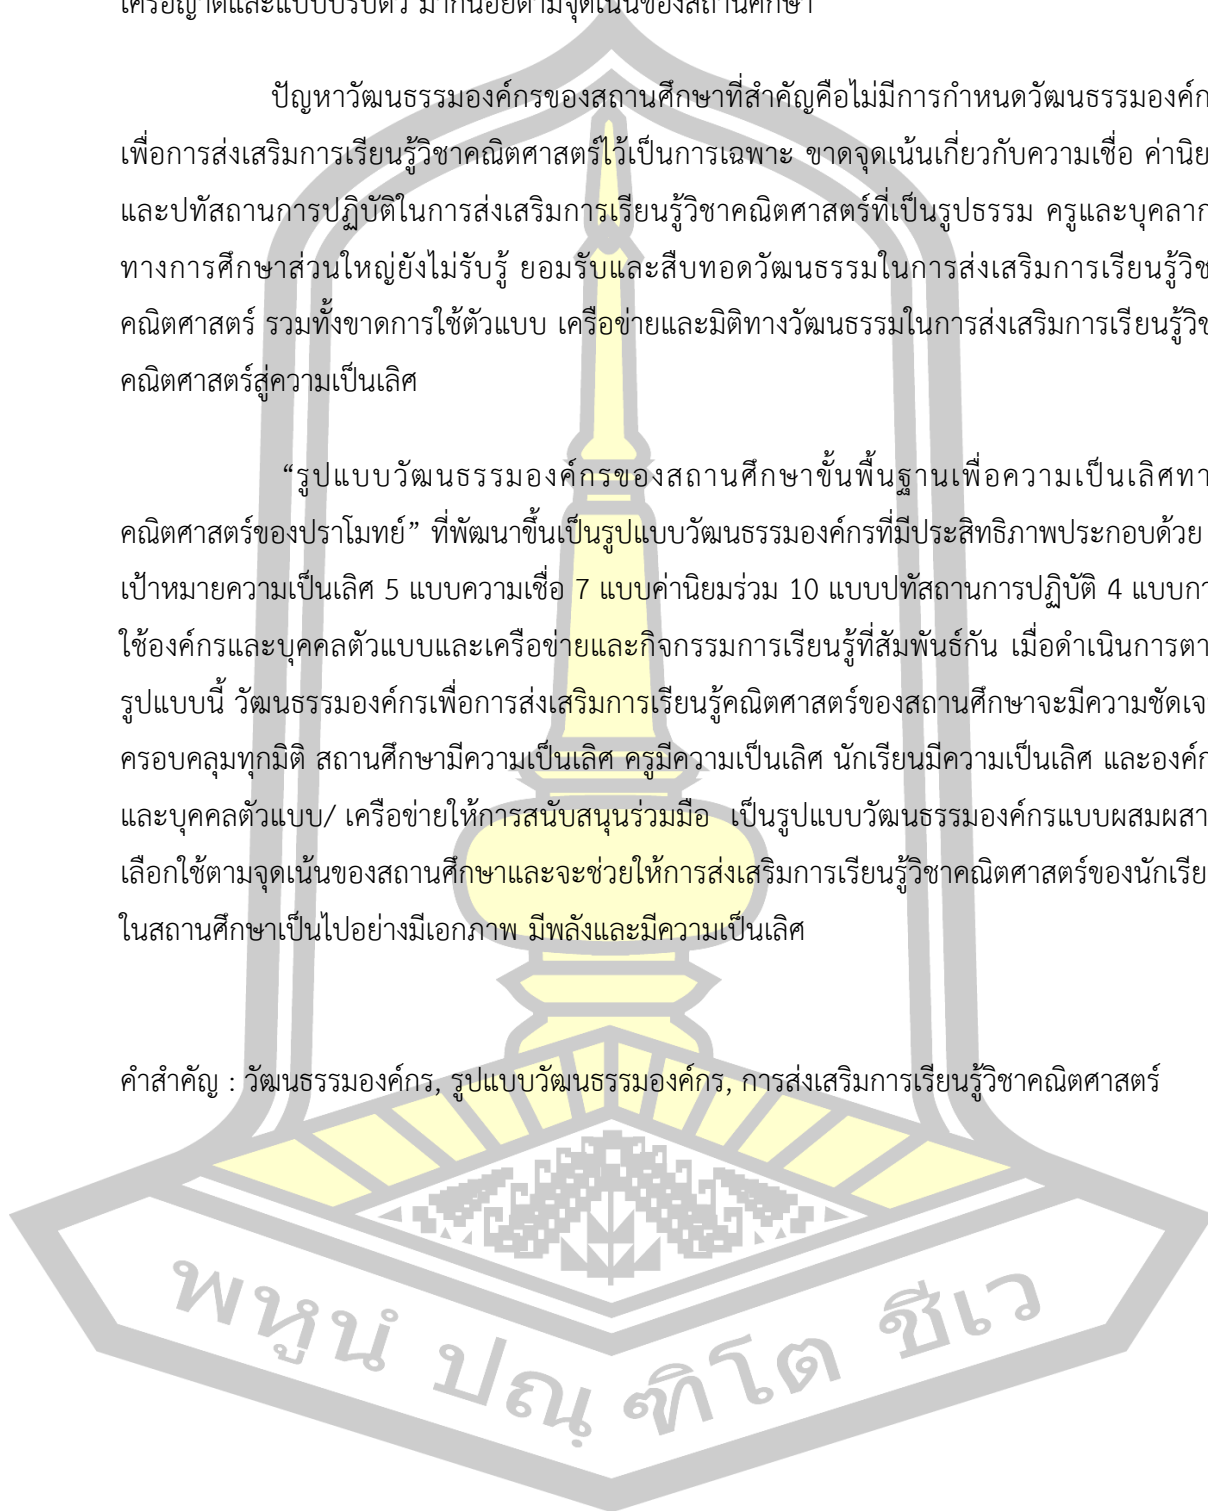 เครือญาติและแบบปรับตัว มากน้อยตามจุดเน้นของสถานศึกษา
ปัญหาวัฒนธรรมองค์กรของสถานศึกษาที่สำคัญคือไม่มีการกำหนดวัฒนธรรมองค์ก
เพื่อการส่งเสริมการเรียนรู้วิชาคณิตศาสตร์ไว้เป็นการเฉพาะ ขาดจุดเน้นเกี่ยวกับความเชื่อ ค่านิย
และปทัสถานการปฏิบัติในการส่งเสริมการเรียนรู้วิชาคณิตศาสตร์ที่เป็นรูปธรรม ครูและบุคลาก
ทางการศึกษาส่วนใหญ่ยังไม่รับรู้ ยอมรับและสืบทอดวัฒนธรรมในการส่งเสริมการเรียนรู้วิช
คณิตศาสตร์ รวมทั้งขาดการใช้ตัวแบบ เครือข่ายและมิติทางวัฒนธรรมในการส่งเสริมการเรียนรู้วิช
คณิตศาสตร์สู่ความเป็นเลิศ
“รูปแบบวัฒนธรรมองค์กรของสถานศึกษาขั้นพื้นฐานเพื่อความเป็นเลิศทา
คณิตศาสตร์ของปราโมทย์” ที่พัฒนาขึ้นเป็นรูปแบบวัฒนธรรมองค์กรที่มีประสิทธิภาพประกอบด้วย
เป้าหมายความเป็นเลิศ 5 แบบความเชื่อ 7 แบบค่านิยมร่วม 10 แบบปทัสถานการปฏิบัติ 4 แบบกา
ใช้องค์กรและบุคคลตัวแบบและเครือข่ายและกิจกรรมการเรียนรู้ที่สัมพันธ์กัน เมื่อดำเนินการตา
รูปแบบนี้ วัฒนธรรมองค์กรเพื่อการส่งเสริมการเรียนรู้คณิตศาสตร์ของสถานศึกษาจะมีความชัดเจ
ครอบคลุมทุกมิติ สถานศึกษามีความเป็นเลิศ ครูมีความเป็นเลิศ นักเรียนมีความเป็นเลิศ และองค์ก
และบุคคลตัวแบบ/ เครือข่ายให้การสนับสนุนร่วมมือ เป็นรูปแบบวัฒนธรรมองค์กรแบบผสมผสา
เลือกใช้ตามจุดเน้นของสถานศึกษาและจะช่วยให้การส่งเสริมการเรียนรู้วิชาคณิตศาสตร์ของนักเรีย
ในสถานศึกษาเป็นไปอย่างมีเอกภาพ มีพลังและมีความเป็นเลิศ
คำสำคัญ : วัฒนธรรมองค์กร, รูปแบบวัฒนธรรมองค์กร, การส่งเสริมการเรียนรู้วิชาคณิตศาสตร์
พหูนํ ปณฺฑิโต ชีเว